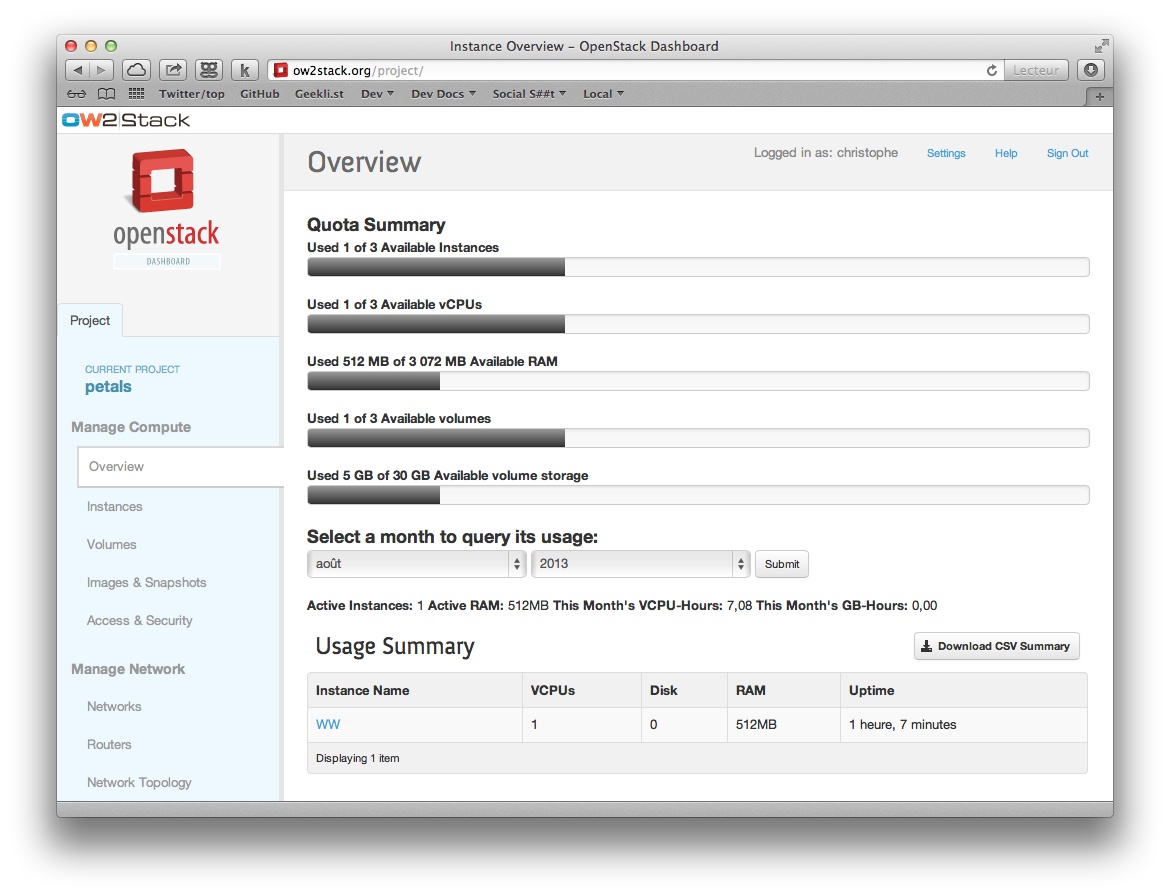 Instance Overview – OpenStack Dashboard
k ow2stack.org/project/ Lecteur
Twitter/top GitHub Geekli.st Dev Dev Docs Social S##t Local
OW2 Stack
openstack
DASHBOARD
Project
CURRENT PROJECT
petals
Manage Compute
Overview
Instances
Volumes
Images & Snapshots
Access & Security
Manage Network
Networks
Routers
Network Topology
Overview
Logged in as: christophe Settings Help Sign Out
Quota Summary
Used 1 of 3 Available Instances
Used 1 of 3 Available vCPUs
Used 512 MB of 3 072 MB Available RAM
Used 1 of 3 Available volumes
Used 5 GB of 30 GB Available volume storage
Select a month to query its usage:
août 2013 Submit
Active Instances: 1 Active RAM: 512MB This Month's VCPU-Hours: 7,08 This Month's GB-Hours: 0,00
Usage Summary Download CSV Summary
Instance Name VCPUs Disk RAM Uptime
WW 1 0 512MB 1 heure, 7 minutes
Displaying 1 item